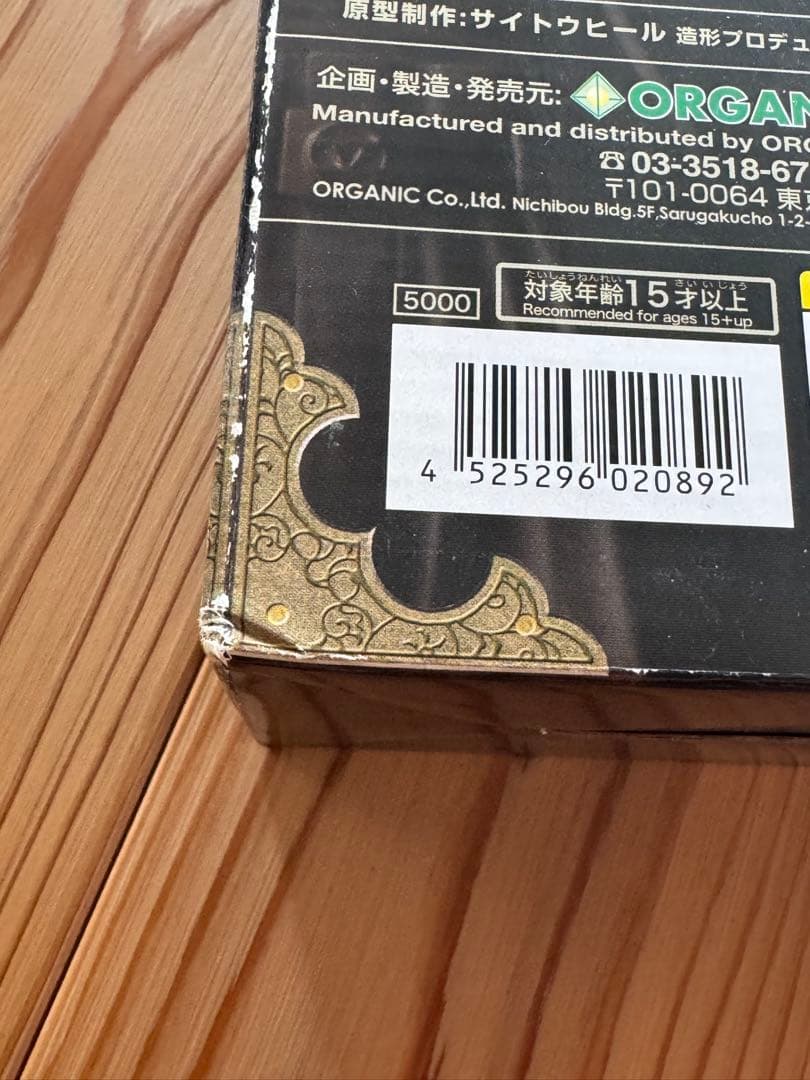 原型制作:サイトウヒール 造形プロデュ
企画・製造・発売元: ORGAN
Manufactured and distributed by ORG
☎03-3518-67
〒101-0064 東京
ORGANIC Co.,Ltd. Nichibou Bldg.5F,Sarugakucho 1-2-
たいしょうねんれい さい いじょう
5000 対象年齢15才以上
Recommended for ages 15+up
4 525296 020892